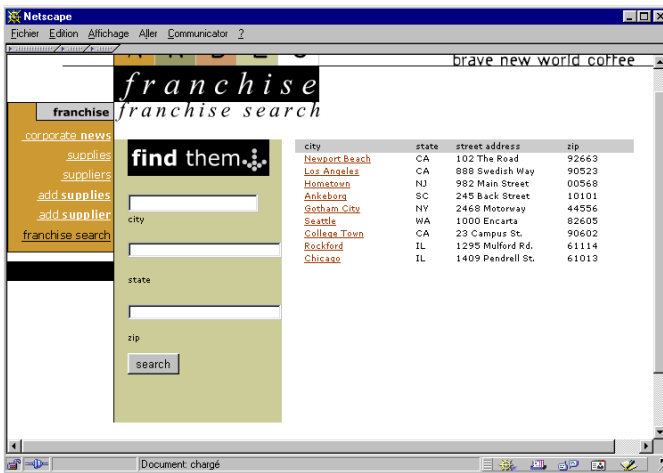 Netscape
Fichier Edition Affichage Aller Communicator ?
brave new world coffee
franchise
franchise search
franchise
corporate news
supplies
suppliers
add supplies
add supplier
franchise search
find them
city
state
zip
search
city state street address zip
Newport Beach CA 102 The Road 92663
Los Angeles CA 888 Swedish Way 90523
Hometown NJ 982 Main Street 00568
Ankeborg SC 245 Back Street 10101
Gotham City NY 2468 Motorway 44556
Seattle WA 1000 Encarta 82605
College Town CA 23 Campus St. 90602
Rockford IL 1295 Mulford Rd. 61114
Chicago IL 1409 Pendrell St. 61013
Document: chargé